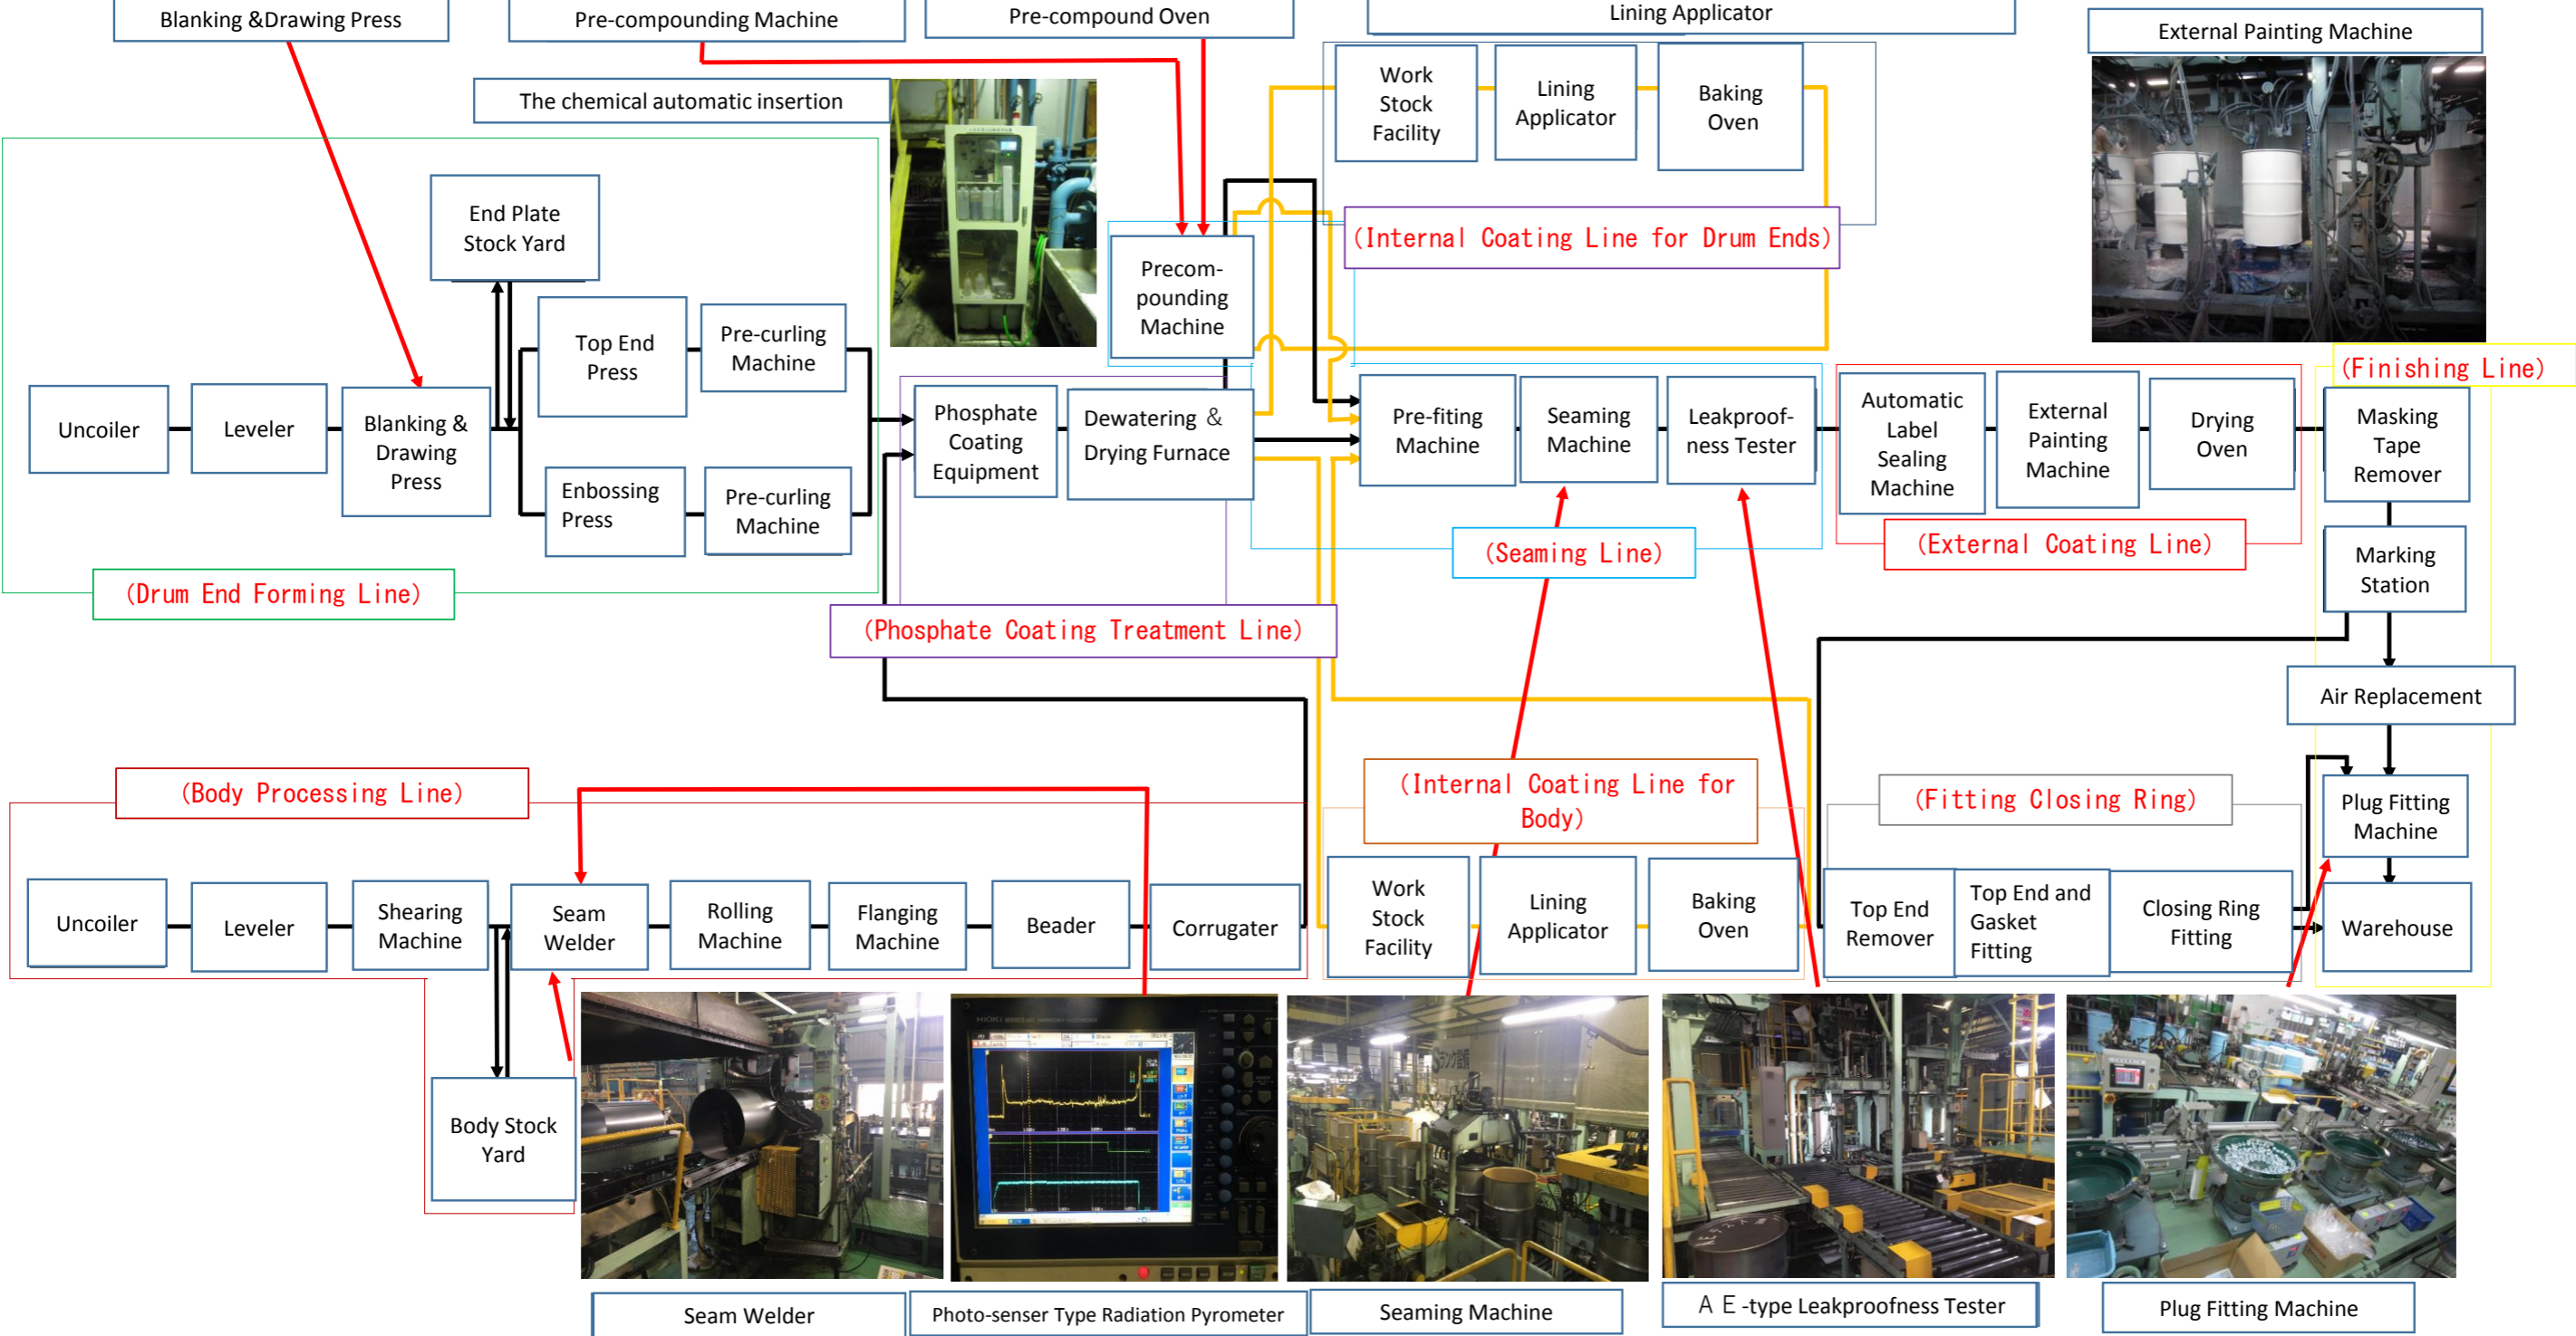 Blanking &Drawing Press
Pre-compounding Machine
Pre-compound Oven
Lining Applicator
External Painting Machine
The chemical automatic insertion
Work
Stock
Facility
Lining
Applicator
Baking
Oven
(Internal Coating Line for Drum Ends)
End Plate
Stock Yard
Precom-
pounding
Machine
Top End
Press
Pre-curling
Machine
Uncoiler
Leveler
Blanking &
Drawing
Press
Enbossing
Press
Pre-curling
Machine
(Drum End Forming Line)
Phosphate
Coating
Equipment
Dewatering ＆
Drying Furnace
(Phosphate Coating Treatment Line)
Pre-fiting
Machine
Seaming
Machine
Leakproof-
ness Tester
(Seaming Line)
Automatic
Label
Sealing
Machine
External
Painting
Machine
Drying
Oven
(External Coating Line)
(Finishing Line)
Masking
Tape
Remover
Marking
Station
Air Replacement
Plug Fitting
Machine
Warehouse
(Body Processing Line)
Uncoiler
Leveler
Shearing
Machine
Seam
Welder
Rolling
Machine
Flanging
Machine
Beader
Corrugater
Body Stock
Yard
(Internal Coating Line for
Body)
Work
Stock
Facility
Lining
Applicator
Baking
Oven
(Fitting Closing Ring)
Top End
Remover
Top End and
Gasket
Fitting
Closing Ring
Fitting
HIOKI
Seam Welder
Photo-senser Type Radiation Pyrometer
Seaming Machine
ＡＥ-type Leakproofness Tester
Plug Fitting Machine